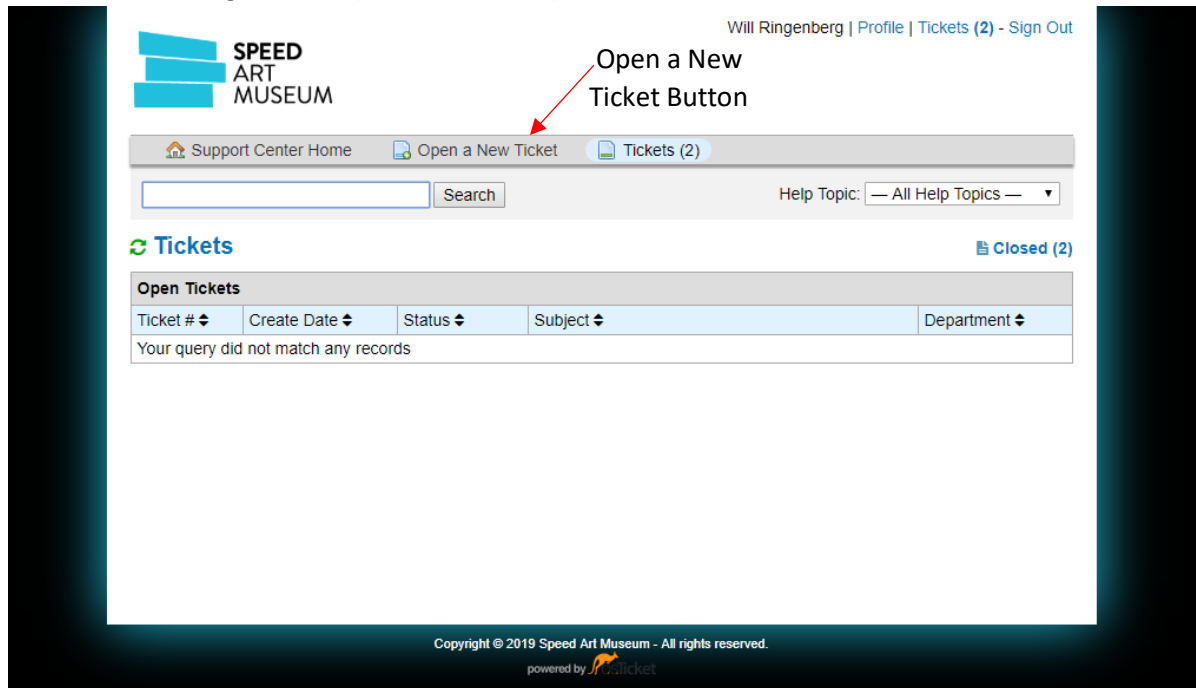 Will Ringenberg | Profile | Tickets (2) - Sign Out
SPEED
ART
MUSEUM
Open a New
Ticket Button
Support Center Home Open a New Ticket Tickets (2)
Search Help Topic: — All Help Topics —
Tickets Closed (2)
Open Tickets
Ticket # Create Date Status Subject Department
Your query did not match any records
Copyright © 2019 Speed Art Museum - All rights reserved.
powered by osTicket